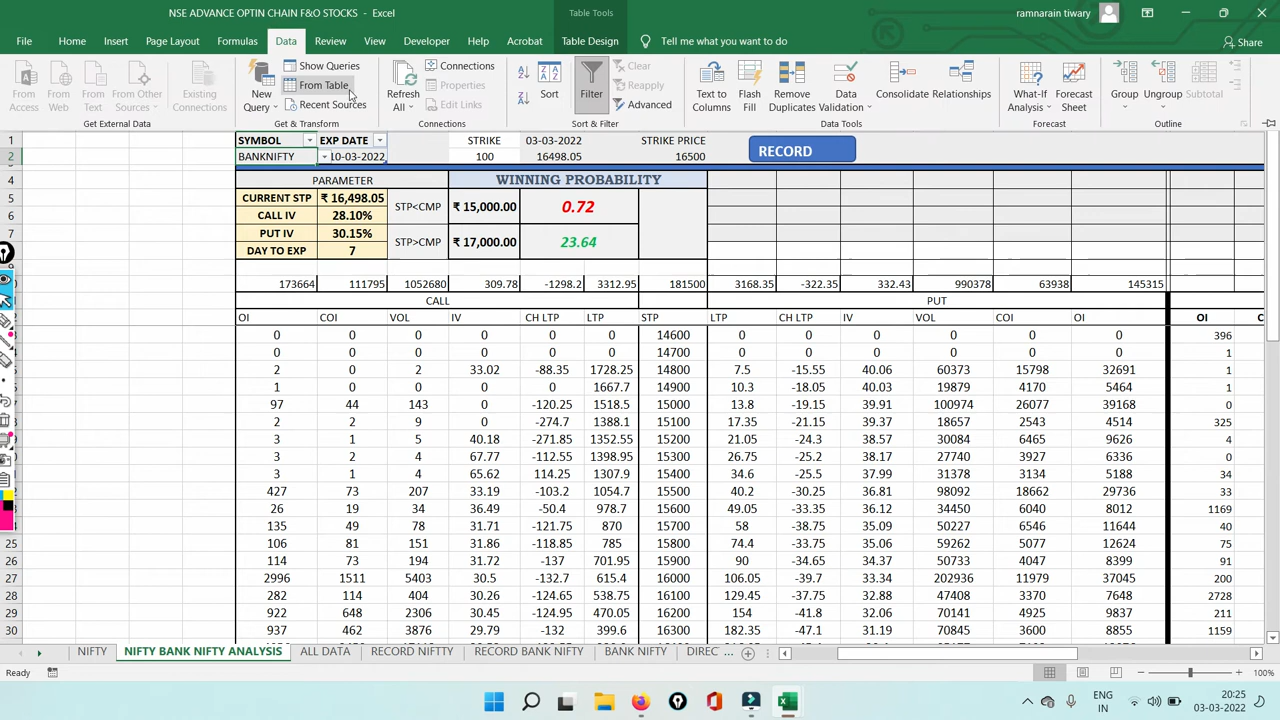 NSE ADVANCE OPTIN CHAIN F&O STOCKS - Excel
Table Tools
ramnarain tiwary
File Home Insert Page Layout Formulas Data Review View Developer Help Acrobat Table Design Tell me what you want to do Share
From Access
From Web
From Text
From Other Sources
Existing Connections
New Query
Show Queries
From Table
Recent Sources
Refresh All
Connections
Properties
Edit Links
Sort
Filter
Clear
Reapply
Advanced
Text to Columns
Flash Fill
Remove Duplicates
Data Validation
Consolidate
Relationships
What-If Analysis
Forecast Sheet
Group
Ungroup
Subtotal
Get External Data Get & Transform Connections Sort & Filter Data Tools Forecast Outline
1 SYMBOL EXP DATE STRIKE 03-03-2022 STRIKE PRICE RECORD
2 BANKNIFTY 10-03-2022 100 16498.05 16500
4 PARAMETER WINNING PROBABILITY
5 CURRENT STP ₹ 16,498.05 STP<CMP ₹ 15,000.00 0.72
6 CALL IV 28.10%
7 PUT IV 30.15% STP>CMP ₹ 17,000.00 23.64
DAY TO EXP 7
173664 111795 1052680 309.78 -1298.2 3312.95 181500 3168.35 -322.35 332.43 990378 63938 145315
CALL PUT
OI COI VOL IV CH LTP LTP STP LTP CH LTP IV VOL COI OI OI
0 0 0 0 0 0 14600 0 0 0 0 0 0 396
0 0 0 0 0 0 14700 0 0 0 0 0 0 1
2 0 2 33.02 -88.35 1728.25 14800 7.5 -15.55 40.06 60373 15798 32691 1
1 0 0 0 0 1667.7 14900 10.3 -18.05 40.03 19879 4170 5464 1
97 44 143 0 -120.25 1518.5 15000 13.8 -19.15 39.91 100974 26077 39168 0
2 2 9 0 -274.7 1388.1 15100 17.35 -21.15 39.37 18657 2543 4514 325
3 1 5 40.18 -271.85 1352.55 15200 21.05 -24.3 38.57 30084 6465 9626 4
3 2 4 67.77 -112.55 1398.95 15300 26.75 -25.2 38.17 27740 3927 6336 0
3 1 4 65.62 114.25 1307.9 15400 34.6 -25.5 37.99 31378 3134 5188 34
427 73 207 33.19 -103.2 1054.7 15500 40.2 -30.25 36.81 98092 18662 29736 33
26 19 34 36.49 -50.4 978.7 15600 49.05 -33.35 36.12 34450 6040 8012 1169
135 49 78 31.71 -121.75 870 15700 58 -38.75 35.09 50227 6546 11644 40
25 106 81 151 31.86 -118.85 785 15800 74.4 -33.75 35.06 59262 5077 12624 75
26 114 73 194 31.72 -137 701.95 15900 90 -34.65 34.37 50733 4047 8399 91
27 2996 1511 5403 30.5 -132.7 615.4 16000 106.05 -39.7 33.34 202936 11979 37045 200
28 282 114 404 30.26 -124.65 538.75 16100 129.45 -37.75 32.88 47408 3370 7648 2728
29 922 648 2306 30.45 -124.95 470.05 16200 154 -41.8 32.06 70141 4925 9837 211
30 937 462 3876 29.79 -132 399.6 16300 182.35 -47.1 31.19 70845 3600 8855 1159
NIFTY NIFTY BANK NIFTY ANALYSIS ALL DATA RECORD NIFTTY RECORD BANK NIFTY BANK NIFTY DIREC ...
Ready 100%
ENG IN 20:25 03-03-2022